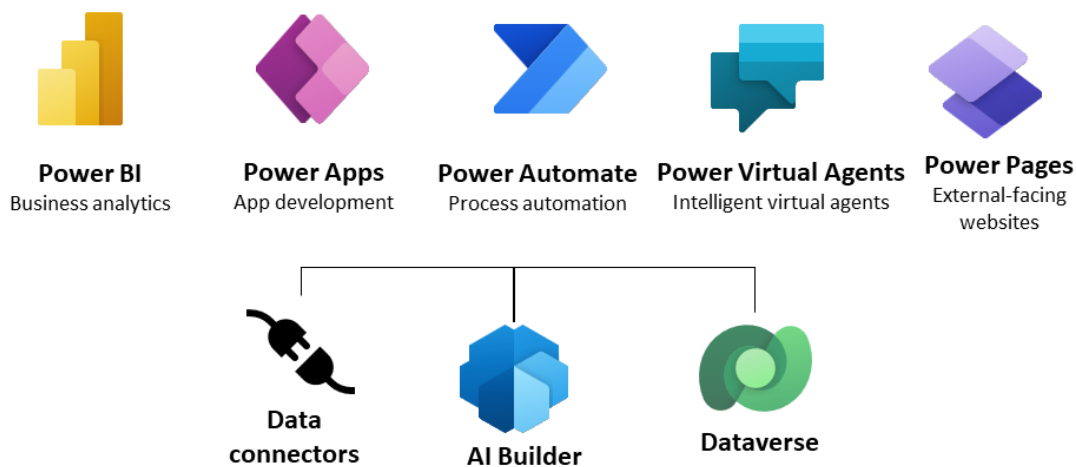 Power BI
Business analytics
Power Apps
App development
Power Automate
Process automation
Power Virtual Agents
Intelligent virtual agents
Power Pages
External-facing
websites
Data
connectors
AI Builder
Dataverse